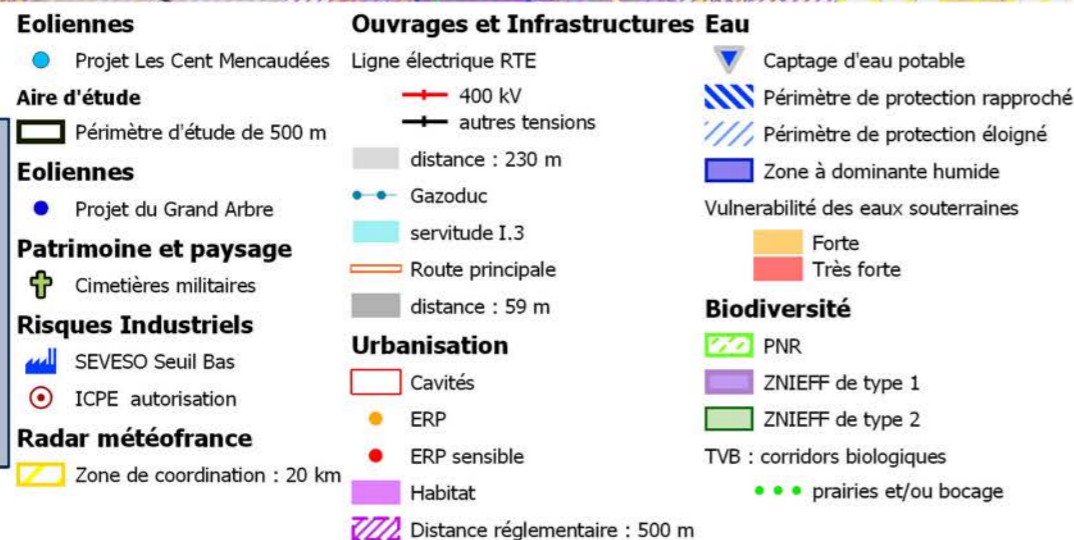 Eoliennes
Projet Les Cent Mencaudées
Aire d'étude
Périmètre d'étude de 500 m
Eoliennes
Projet du Grand Arbre
Patrimoine et paysage
Cimetières militaires
Risques Industriels
SEVESO Seuil Bas
ICPE autorisation
Radar météofrance
Zone de coordination : 20 km
Ouvrages et Infrastructures
Ligne électrique RTE
400 kV
autres tensions
distance : 230 m
Gazoduc
servitude I.3
Route principale
distance : 59 m
Urbanisation
Cavités
ERP
ERP sensible
Habitat
Distance réglementaire : 500 m
Eau
Captage d'eau potable
Périmètre de protection rapproché
Périmètre de protection éloigné
Zone à dominante humide
Vulnerabilité des eaux souterraines
Forte
Très forte
Biodiversité
PNR
ZNIEFF de type 1
ZNIEFF de type 2
TVB : corridors biologiques
prairies et/ou bocage